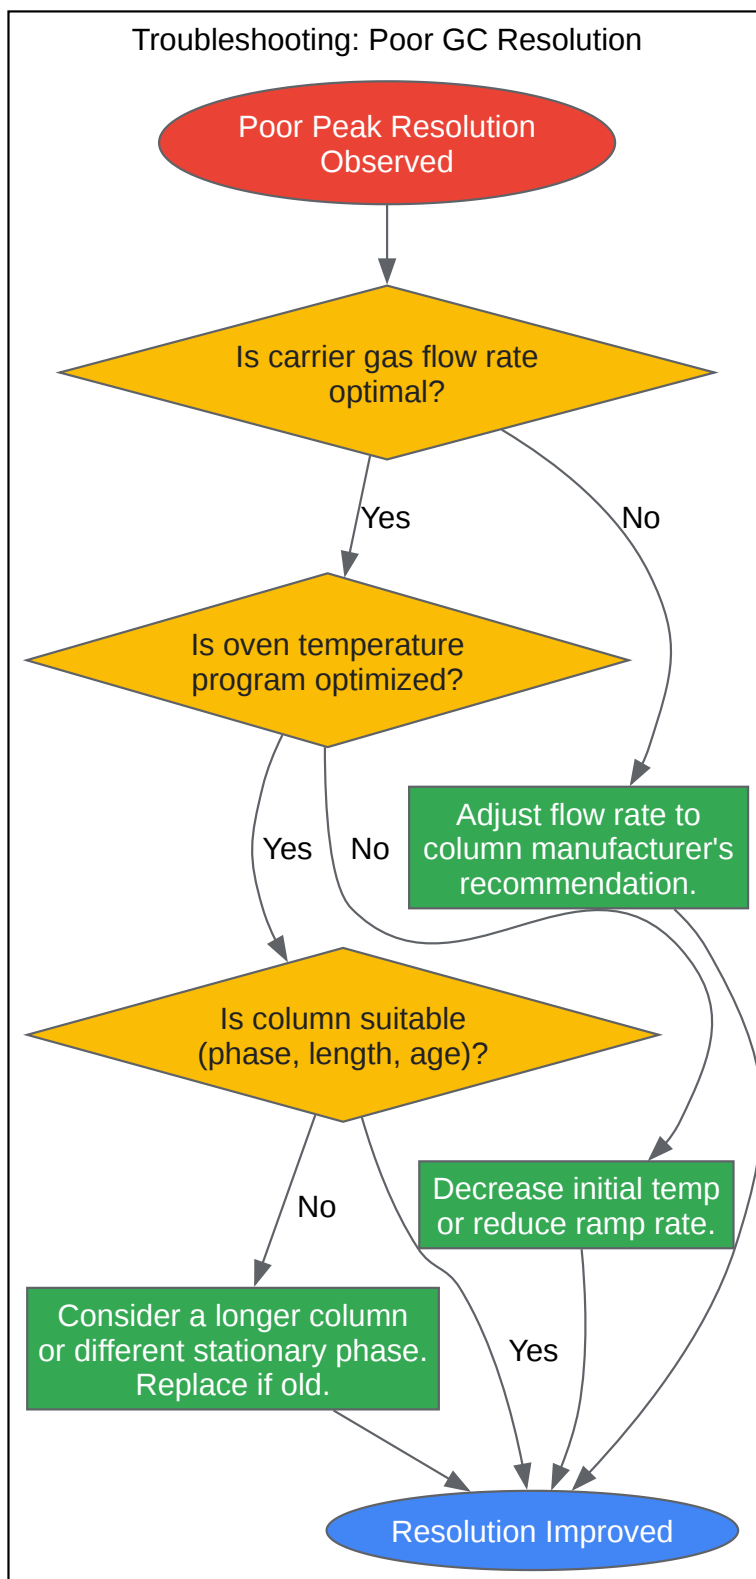 Troubleshooting: Poor GC Resolution
Poor Peak Resolution
Observed
Is carrier gas flow rate
optimal?
Yes
No
Is oven temperature
program optimized?
Adjust flow rate to
column manufacturer's
recommendation.
Yes
No
Is column suitable
(phase, length, age)?
Decrease initial temp
or reduce ramp rate.
No
Consider a longer column
or different stationary phase.
Replace if old.
Yes
Resolution Improved